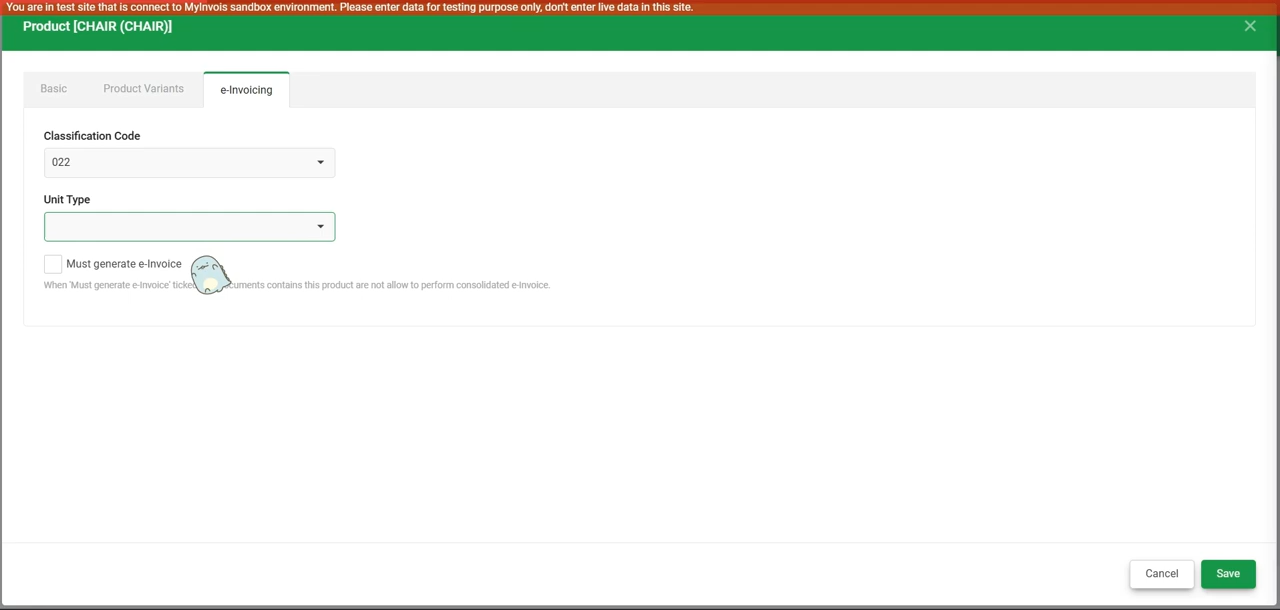 You are in test site that is connect to MyInvois sandbox environment. Please enter data for testing purpose only, don't enter live data in this site.
Product [CHAIR (CHAIR)]
Basic
Product Variants
e-Invoicing
Classification Code
022
Unit Type
Must generate e-Invoice
When 'Must generate e-Invoice' contains this product are not allow to perform consolidated e-Invoice.
Cancel
Save